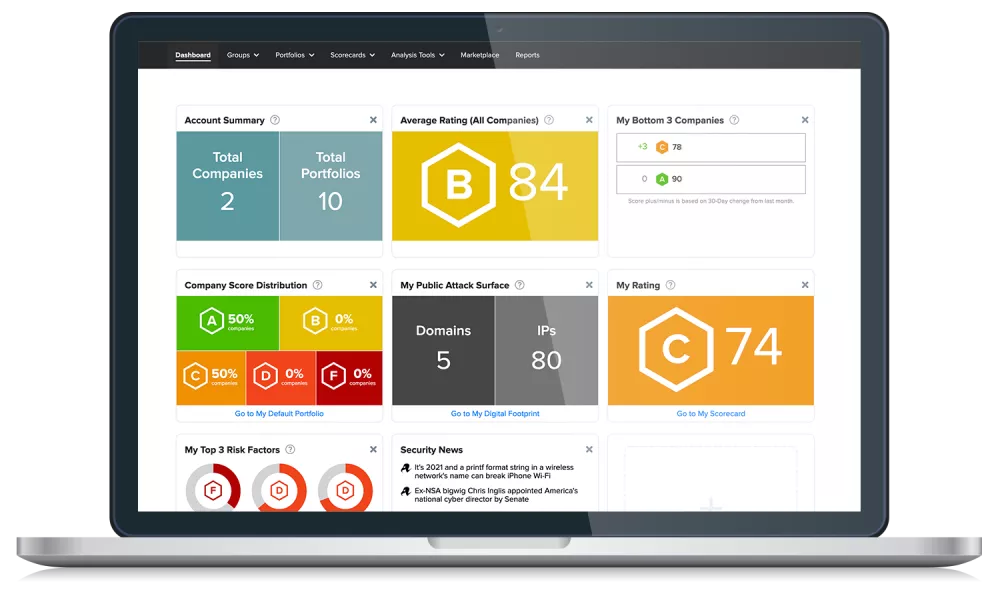 Dashboard Groups Portfolios Scorecards Analysis Tools Marketplace Reports
Account Summary ?
Total
Companies
2
Total
Portfolios
10
Average Rating (All Companies) ?
B 84
My Bottom 3 Companies ?
+3 C 78
0 A 90
Score plus/minus is based on 30-Day change from last month.
Company Score Distribution ?
A 50%
companies
B 0%
companies
C 50%
companies
D 0%
companies
F 0%
companies
Go to My Default Portfolio
My Public Attack Surface ?
Domains
5
IPs
80
Go to My Digital Footprint
My Rating ?
C 74
Go to My Scorecard
My Top 3 Risk Factors ?
F D D
Security News
It's 2021 and a printf format string in a wireless
network's name can break iPhone Wi-Fi
Ex-NSA bigwig Chris Inglis appointed America's
national cyber director by Senate